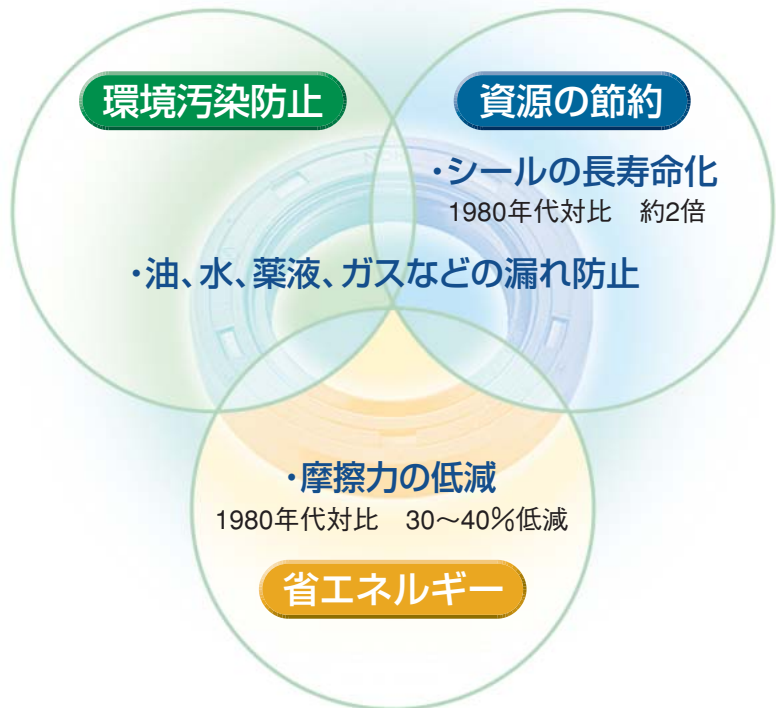 環境汚染防止
資源の節約
・シールの長寿命化
1980年代対比　約2倍
・油、水、薬液、ガスなどの漏れ防止
・摩擦力の低減
1980年代対比　30〜40%低減
省エネルギー